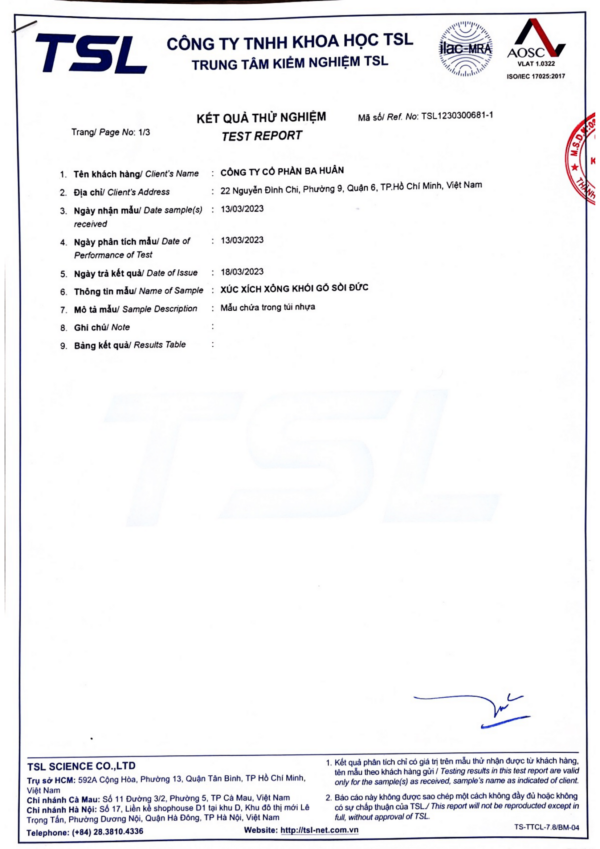 TSL
CÔNG TY TNHH KHOA HỌC TSL
TRUNG TÂM KIỂM NGHIỆM TSL
ilac-MRA
AOSC
VLAT 1.0322
ISO/IEC 17025:2017
KẾT QUẢ THỬ NGHIỆM
Mã số/ Ref. No: TSL1230300681-1
Trang/ Page No: 1/3
TEST REPORT
1. Tên khách hàng/ Client's Name : CÔNG TY CỔ PHẦN BA HUÂN
2. Địa chỉ/ Client's Address : 22 Nguyễn Đình Chi, Phường 9, Quận 6, TP.Hồ Chí Minh, Việt Nam
3. Ngày nhận mẫu/ Date sample(s) : 13/03/2023
received
4. Ngày phân tích mẫu/ Date of : 13/03/2023
Performance of Test
5. Ngày trả kết quả/ Date of Issue : 18/03/2023
6. Thông tin mẫu/ Name of Sample : XÚC XÍCH XÔNG KHÓI GỖ SỒI ĐỨC
7. Mô tả mẫu/ Sample Description : Mẫu chứa trong túi nhựa
8. Ghi chú/ Note :
9. Bảng kết quả/ Results Table :
TSL
TSL SCIENCE CO.,LTD
Trụ sở HCM: 592A Cộng Hòa, Phường 13, Quận Tân Bình, TP Hồ Chí Minh,
Việt Nam
Chi nhánh Cà Mau: Số 11 Đường 3/2, Phường 5, TP Cà Mau, Việt Nam
Chi nhánh Hà Nội: Số 17, Liền kề shophouse D1 tại khu D, Khu đô thị mới Lê
Trọng Tấn, Phường Dương Nội, Quận Hà Đông, TP Hà Nội, Việt Nam
Telephone: (+84) 28.3810.4336 Website: http://tsl-net.com.vn
1. Kết quả phân tích chỉ có giá trị trên mẫu thử nhận được từ khách hàng,
tên mẫu theo khách hàng gửi / Testing results in this test report are valid
only for the sample(s) as received, sample's name as indicated of client.
2. Báo cáo này không được sao chép một cách không đầy đủ hoặc không
có sự chấp thuận của TSL./ This report will not be reproducted except in
full, without approval of TSL.
TS-TTCL-7.8/BM-04